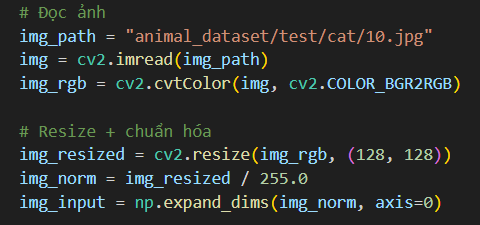 # Đọc ảnh
img_path = "animal_dataset/test/cat/10.jpg"
img = cv2.imread(img_path)
img_rgb = cv2.cvtColor(img, cv2.COLOR_BGR2RGB)

# Resize + chuẩn hóa
img_resized = cv2.resize(img_rgb, (128, 128))
img_norm = img_resized / 255.0
img_input = np.expand_dims(img_norm, axis=0)